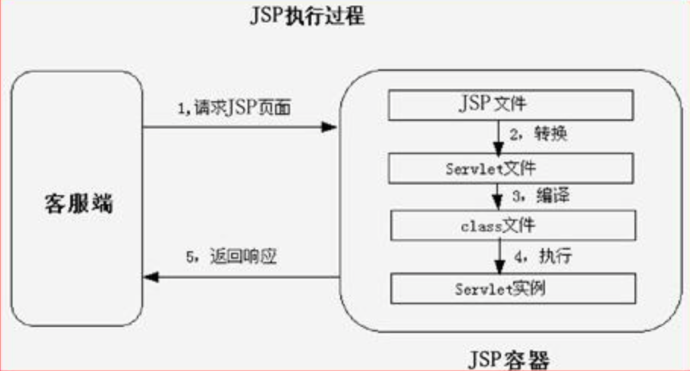 JSP执行过程
1,请求JSP页面
JSP文件
2，转换
Servlet文件
3，编译
客服端
class文件
5，返回响应
4，执行
Servlet实例
JSP容器